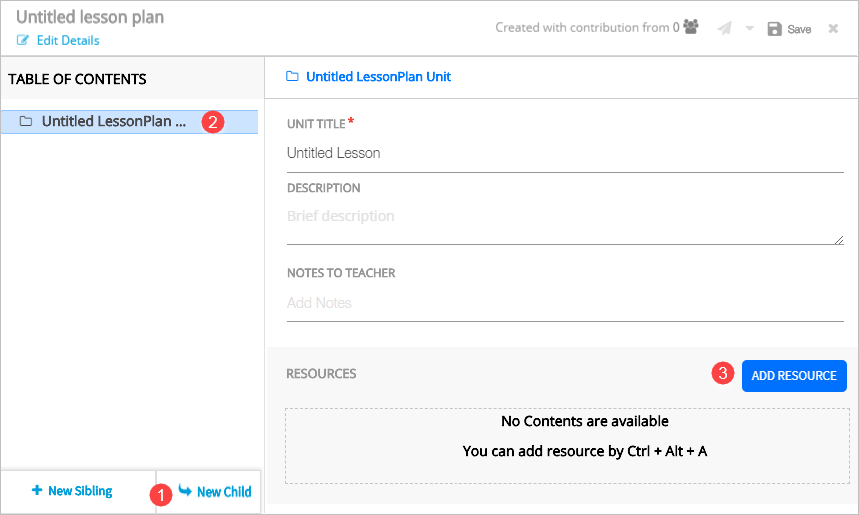 Untitled lesson plan
Edit Details
Created with contribution from 0
Save
TABLE OF CONTENTS
Untitled LessonPlan ...
2
Untitled LessonPlan Unit
UNIT TITLE *
Untitled Lesson
DESCRIPTION
Brief description
NOTES TO TEACHER
Add Notes
RESOURCES
3
ADD RESOURCE
No Contents are available
You can add resource by Ctrl + Alt + A
+ New Sibling
1
New Child